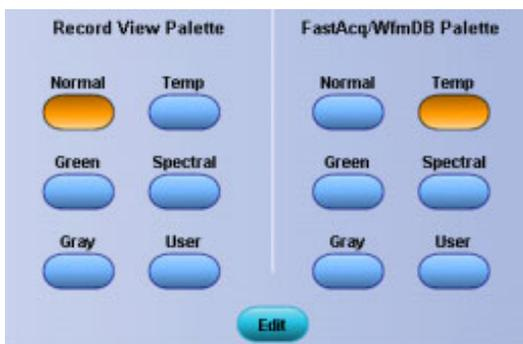 Record View Palette
FastAcq/WfmDB Palette
Normal Temp
Normal Temp
Green Spectral
Green Spectral
Gray User
Gray User
Edit